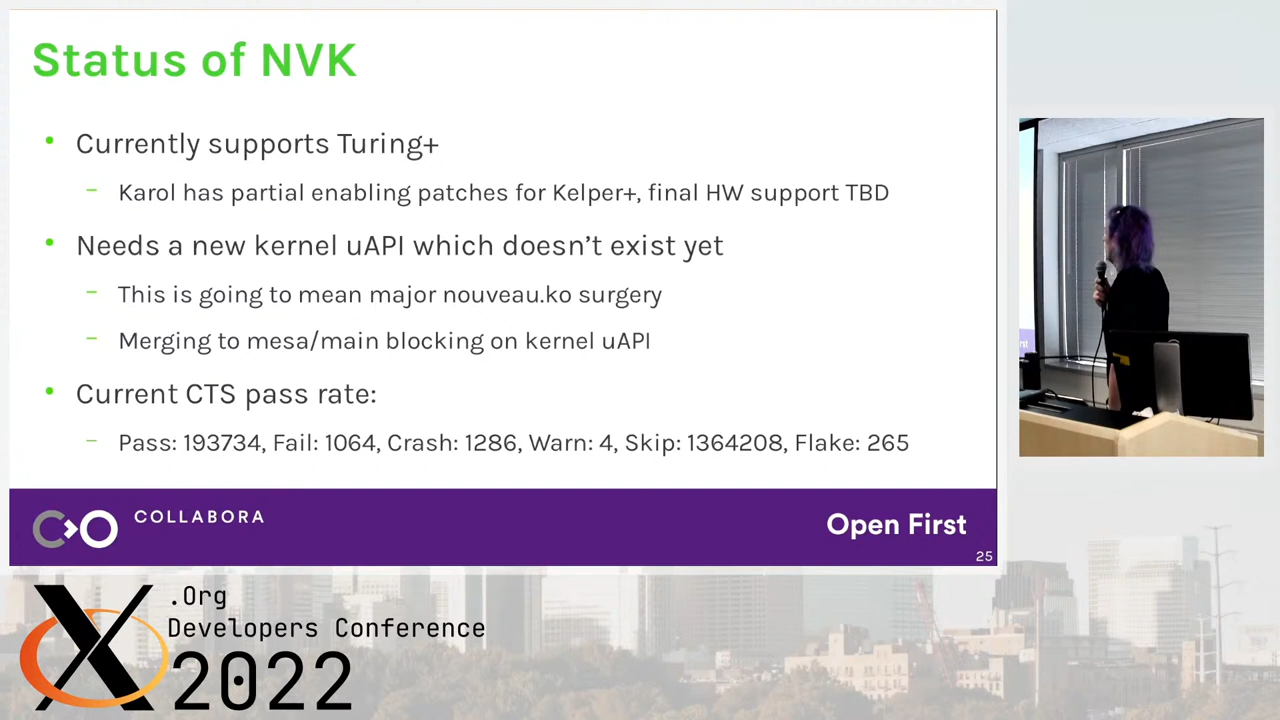 Status of NVK
• Currently supports Turing+
– Karol has partial enabling patches for Kelper+, final HW support TBD
• Needs a new kernel uAPI which doesn't exist yet
– This is going to mean major nouveau.ko surgery
– Merging to mesa/main blocking on kernel uAPI
• Current CTS pass rate:
– Pass: 193734, Fail: 1064, Crash: 1286, Warn: 4, Skip: 1364208, Flake: 265
COLLABORA
Open First
25
X.Org
Developers Conference
2022